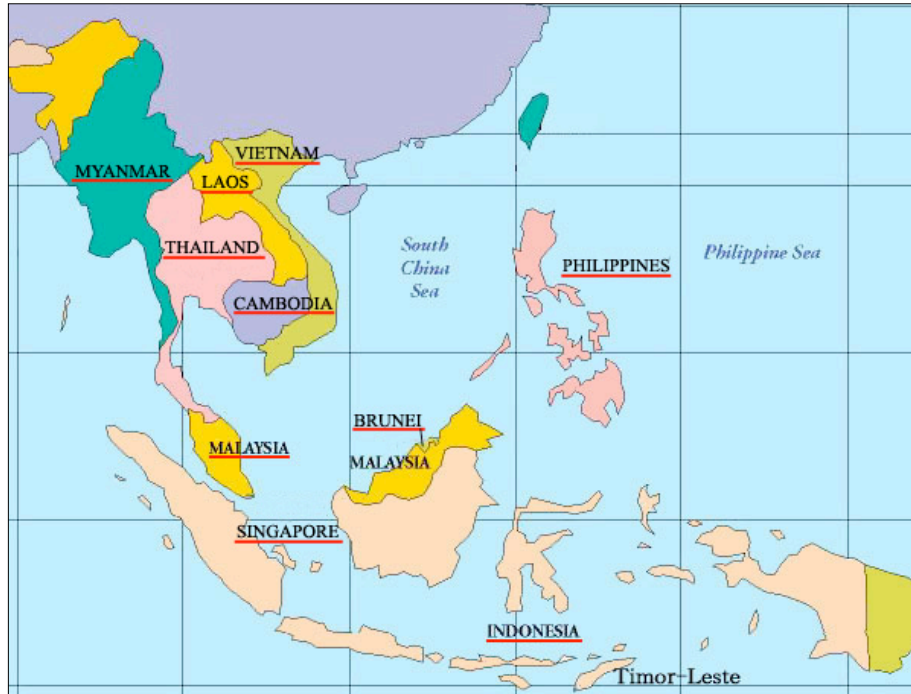 VIETNAM
MYANMAR
LAOS
THAILAND
South
China
Sea
PHILIPPINES
Philippine Sea
CAMBODIA
BRUNEI
MALAYSIA
MALAYSIA
SINGAPORE
INDONESIA
Timor-Leste